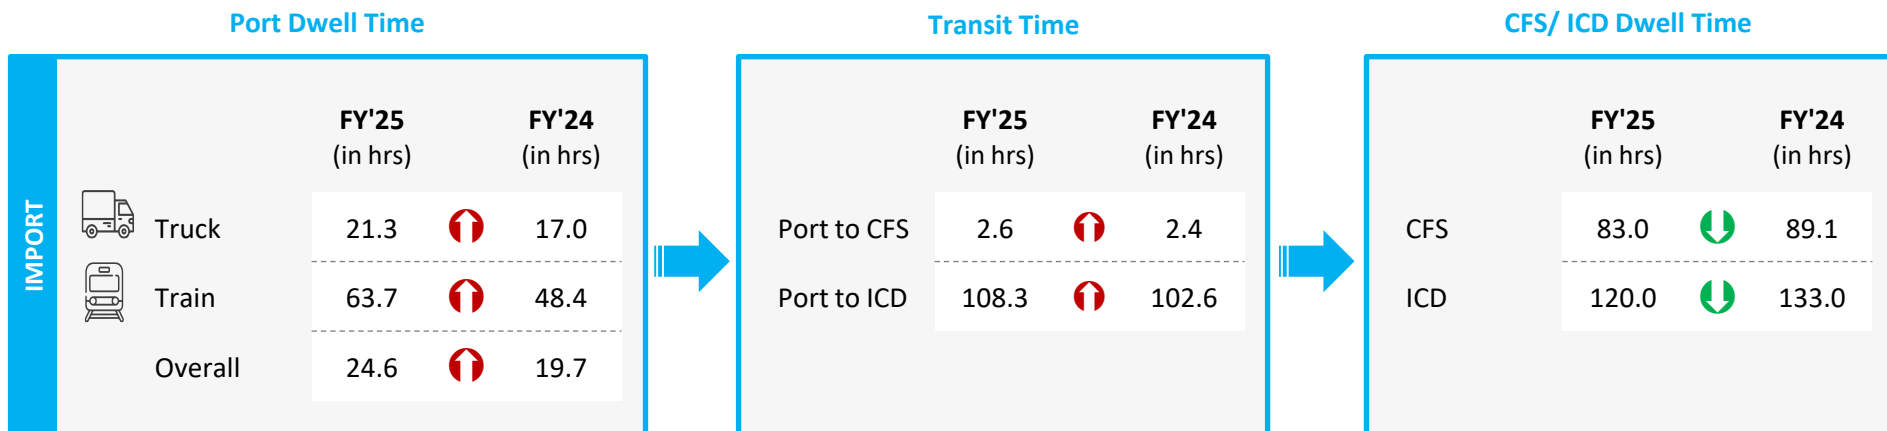 Port Dwell Time
Transit Time
CFS/ ICD Dwell Time
IMPORT
FY'25 FY'24
(in hrs) (in hrs)
Truck 21.3 17.0
Train 63.7 48.4
Overall 24.6 19.7
FY'25 FY'24
(in hrs) (in hrs)
Port to CFS 2.6 2.4
Port to ICD 108.3 102.6
FY'25 FY'24
(in hrs) (in hrs)
CFS 83.0 89.1
ICD 120.0 133.0